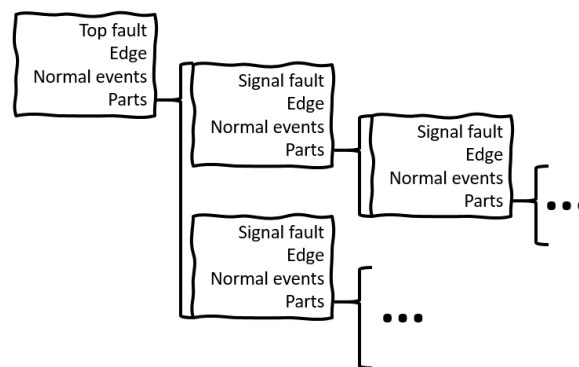 Top fault
Edge
Normal events
Parts
Signal fault
Edge
Normal events
Parts
Signal fault
Edge
Normal events
Parts
...
Signal fault
Edge
Normal events
Parts
...